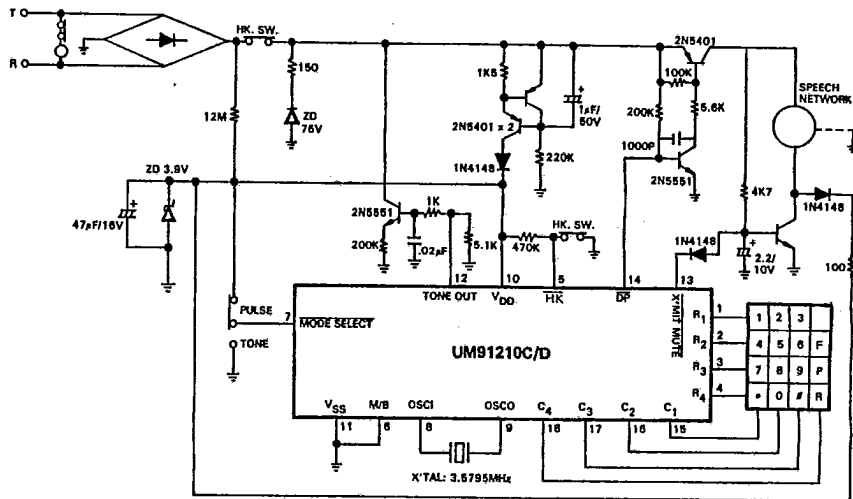 T
HK. SW.
R
15Ω
12M
ZD
75V
1K5
2N5401 x 2
1µF/
50V
220K
1N4148
2N5401
100K
200K
5.6K
1000P
2N5551
SPEECH
NETWORK
4K7
1N4148
1N4148
2.2/
10V
100
ZD 3.9V
47µF/16V
2N5551
1K
200K
.02µF
5.1K
470K
HK. SW.
PULSE
TONE
12
10
5
14
13
TONE OUT
VDD
HK
DP
X'MIT MUTE
7
MODE SELECT
UM91210C/D
R1 1
R2 2
R3 3
R4 4
1 2 3
4 5 6 F
7 8 9 P
* 0 # R
VSS
M/B
OSCI
OSCO
C4
C3
C2
C1
11
6
8
9
18
17
16
15
X'TAL: 3.5795MHz